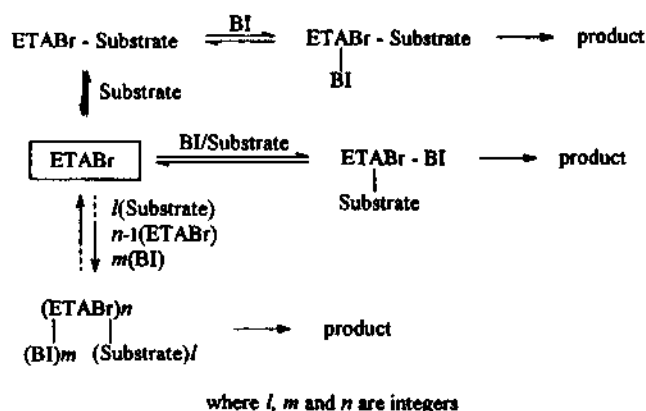 BI
ETABr - Substrate ETABr - Substrate product
BI
Substrate
BI/Substrate
ETABr ETABr - BI product
Substrate
l(Substrate)
n-1(ETABr)
m(BI)
(ETABr)n
product
(BI)m (Substrate)l
where l, m and n are integers